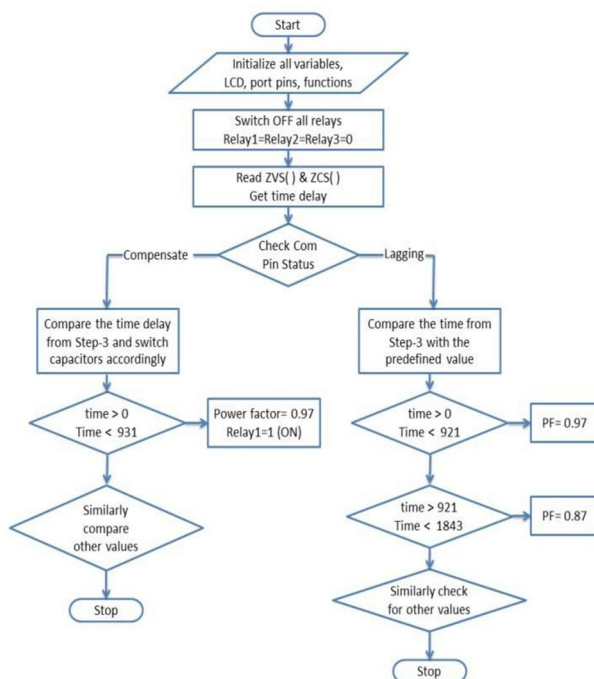 Start
Initialize all variables,
LCD, port pins, functions
Switch OFF all relays
Relay1=Relay2=Relay3=0
Read ZVS( ) & ZCS( )
Get time delay
Check Com
Pin Status
Compensate
Lagging
Compare the time delay
from Step-3 and switch
capacitors accordingly
time > 0
Time < 931
Power factor= 0.97
Relay1=1 (ON)
Similarly
compare
other values
Stop
Compare the time from
Step-3 with the
predefined value
time > 0
Time < 921
PF= 0.97
time > 921
Time < 1843
PF= 0.87
Similarly check
for other values
Stop